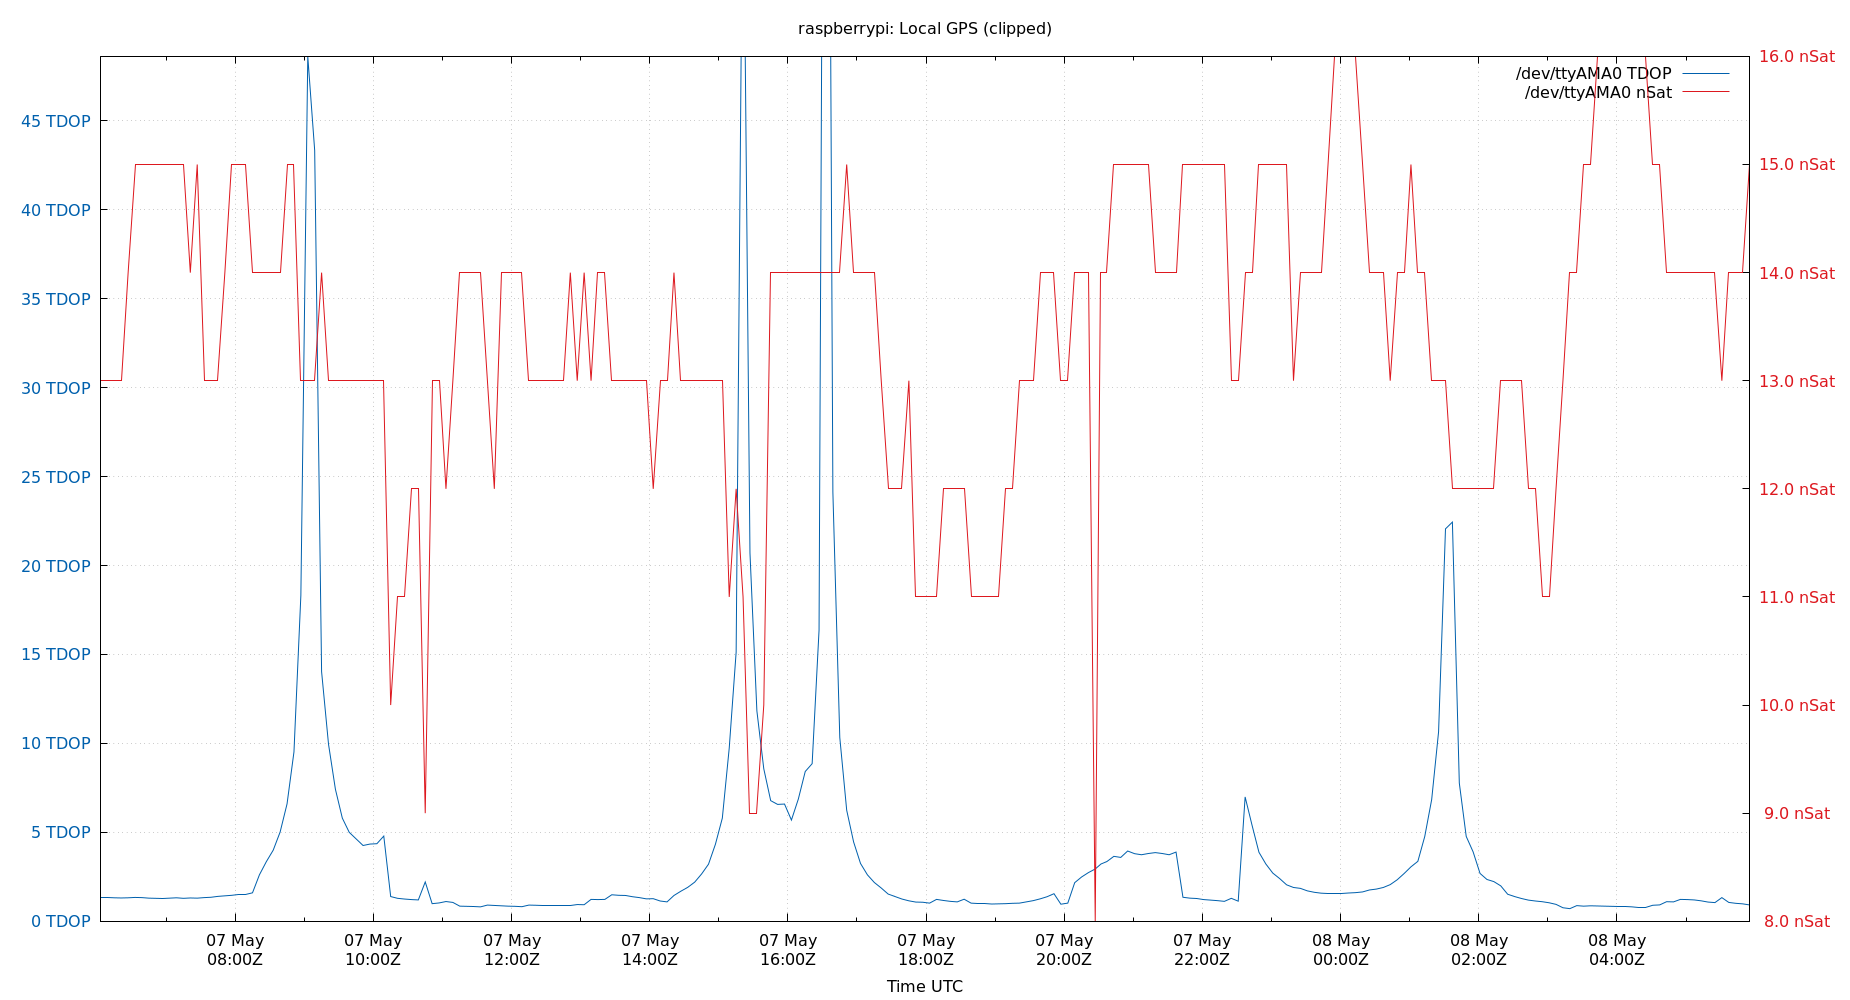 raspberrypi: Local GPS (clipped)
/dev/ttyAMA0 TDOP
/dev/ttyAMA0 nSat
45 TDOP
40 TDOP
35 TDOP
30 TDOP
25 TDOP
20 TDOP
15 TDOP
10 TDOP
5 TDOP
0 TDOP
16.0 nSat
15.0 nSat
14.0 nSat
13.0 nSat
12.0 nSat
11.0 nSat
10.0 nSat
9.0 nSat
8.0 nSat
07 May
08:00Z
07 May
10:00Z
07 May
12:00Z
07 May
14:00Z
07 May
16:00Z
07 May
18:00Z
07 May
20:00Z
07 May
22:00Z
08 May
00:00Z
08 May
02:00Z
08 May
04:00Z
Time UTC